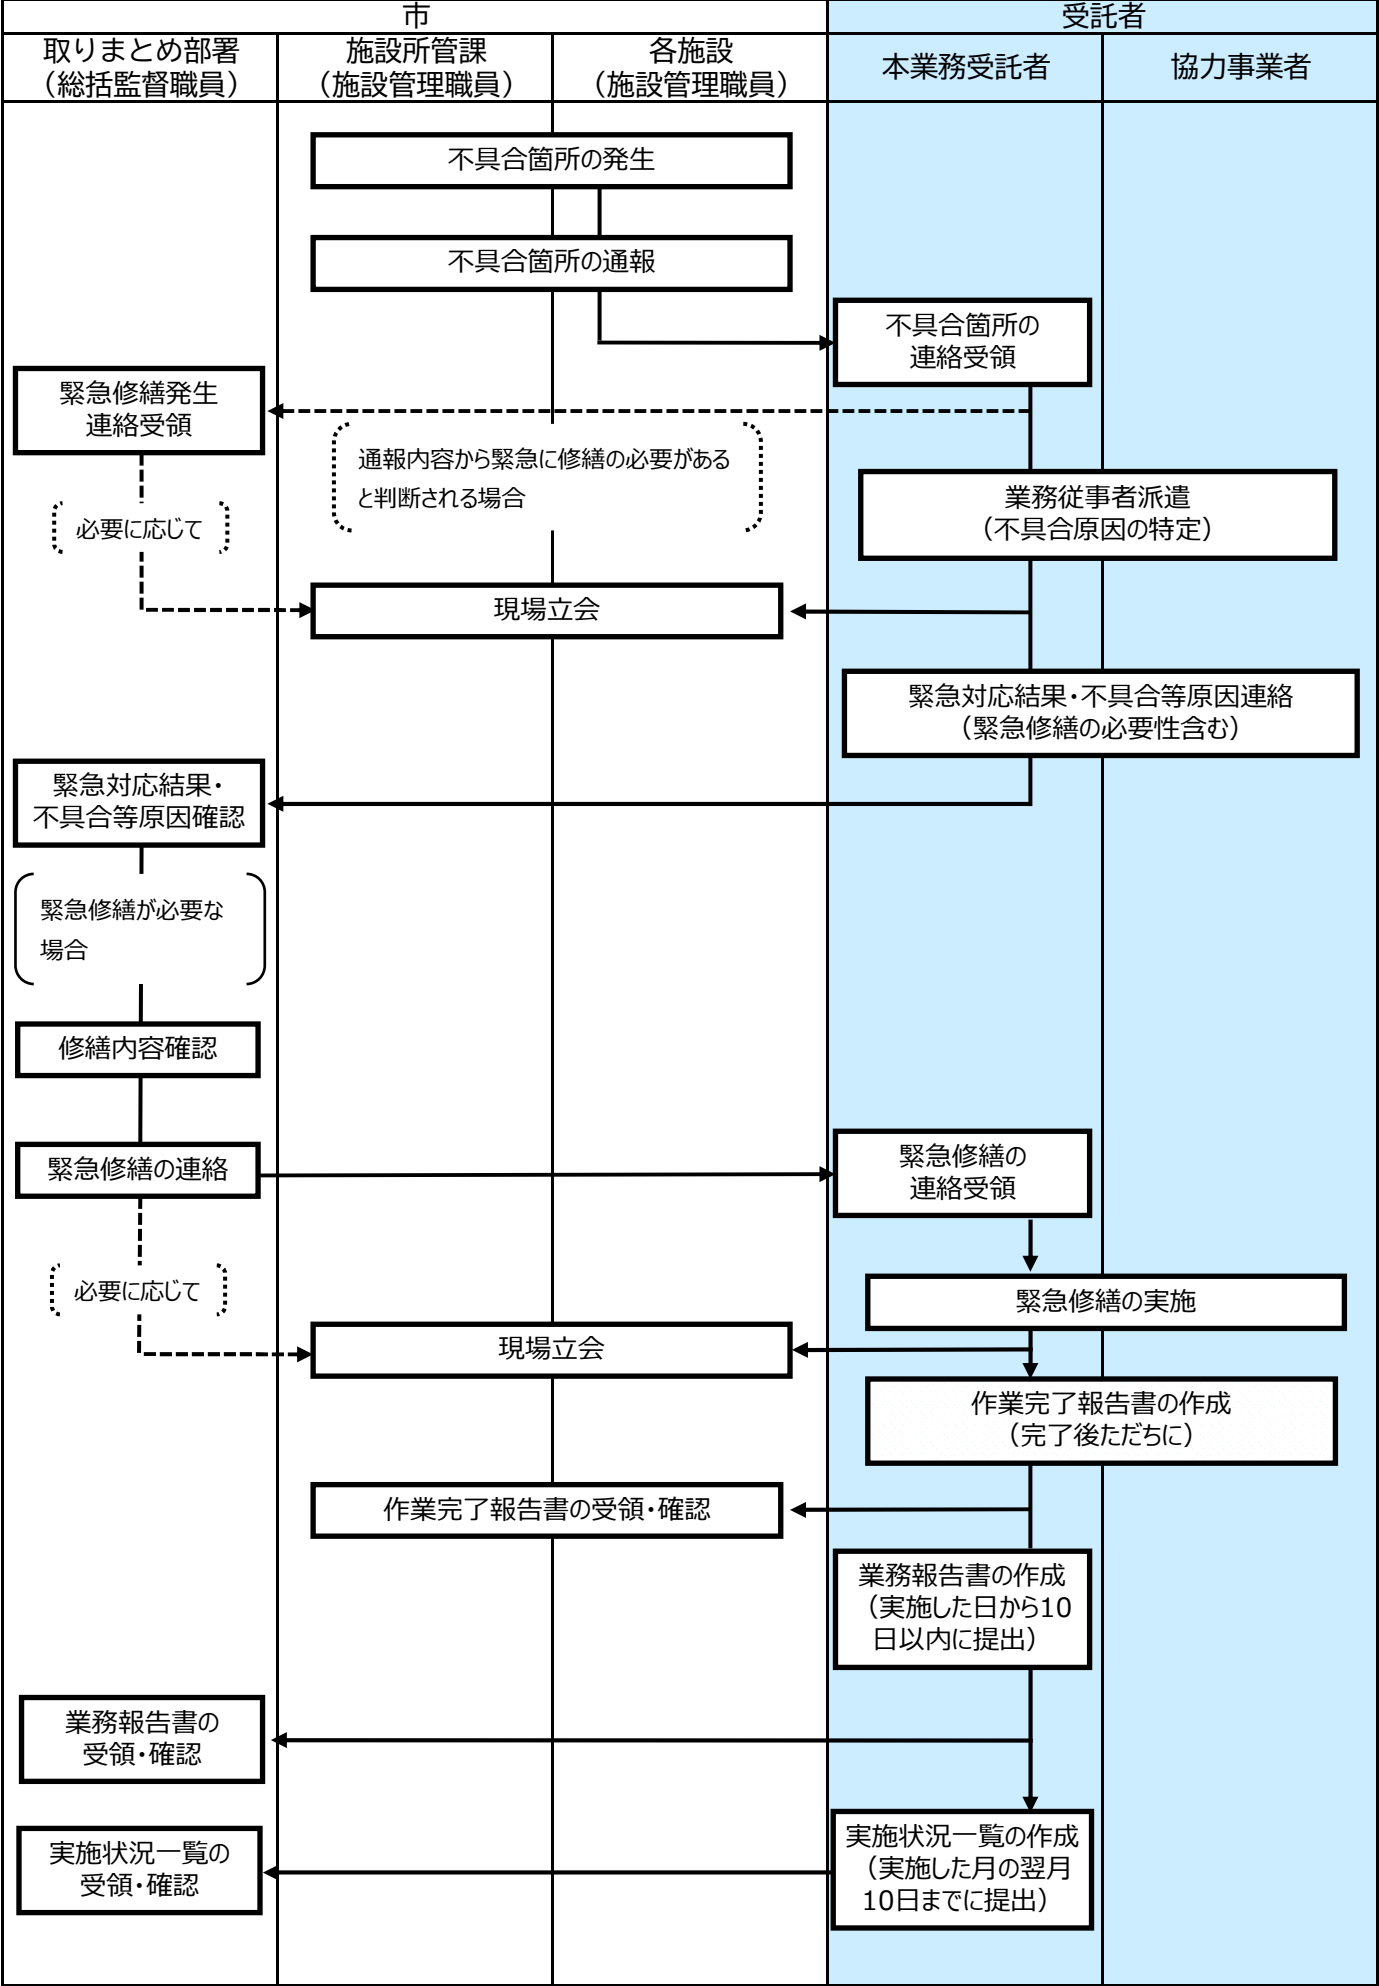 市
受託者
取りまとめ部署
（総括監督職員）
施設所管課
（施設管理職員）
各施設
（施設管理職員）
本業務受託者
協力事業者
不具合箇所の発生
不具合箇所の通報
不具合箇所の
連絡受領
緊急修繕発生
連絡受領
通報内容から緊急に修繕の必要がある
と判断される場合
必要に応じて
業務従事者派遣
（不具合原因の特定）
現場立会
緊急対応結果・不具合等原因連絡
（緊急修繕の必要性含む）
緊急対応結果・
不具合等原因確認
緊急修繕が必要な
場合
修繕内容確認
緊急修繕の連絡
緊急修繕の
連絡受領
必要に応じて
緊急修繕の実施
現場立会
作業完了報告書の作成
（完了後ただちに）
作業完了報告書の受領・確認
業務報告書の作成
（実施した日から10
日以内に提出）
業務報告書の
受領・確認
実施状況一覧の作成
（実施した月の翌月
10日までに提出）
実施状況一覧の
受領・確認